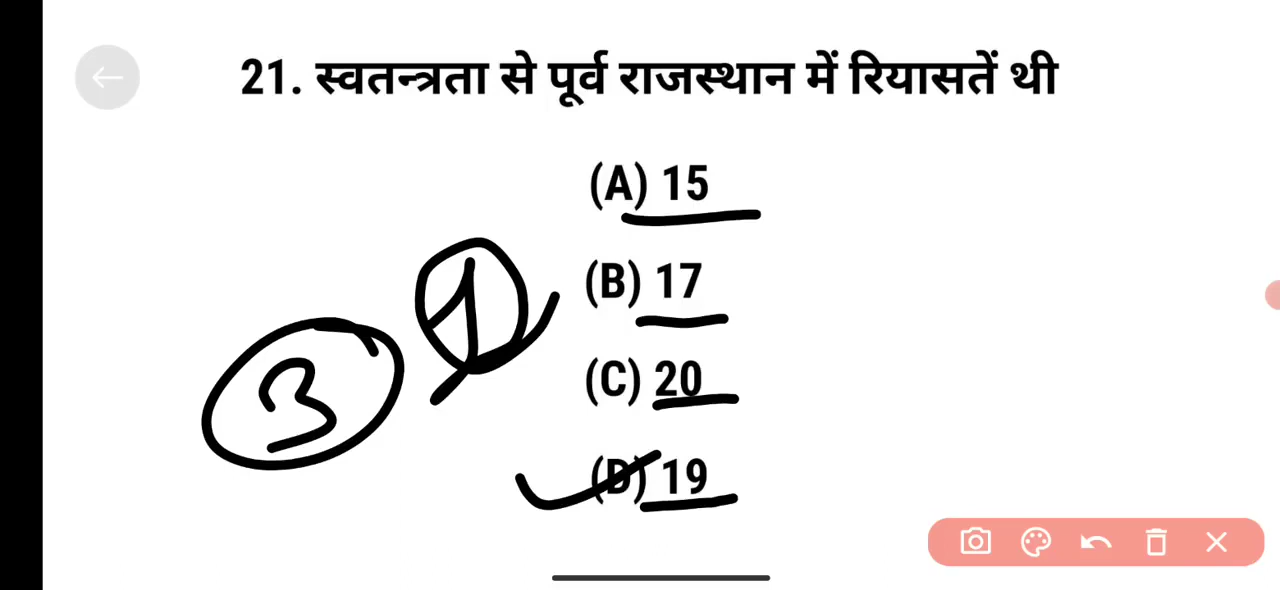 21. स्वतन्त्रता से पूर्व राजस्थान में रियासतें थी
(A) 15
(B) 17
1
(C) 20
3
(D) 19